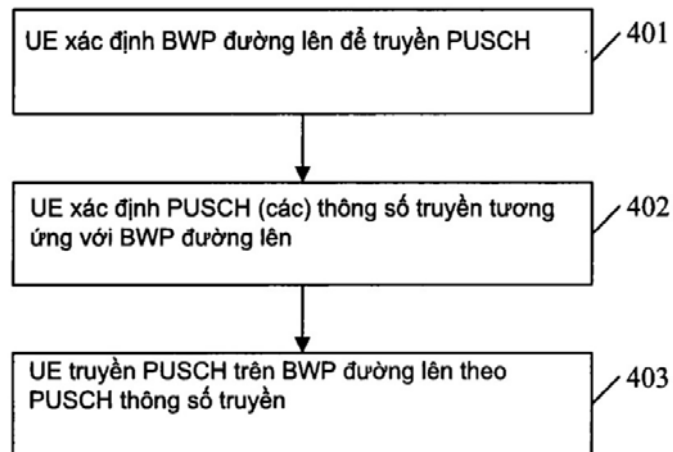 UE xác định BWP đường lên để truyền PUSCH
401
UE xác định PUSCH (các) thông số truyền tương
ứng với BWP đường lên
402
UE truyền PUSCH trên BWP đường lên theo
PUSCH thông số truyền
403